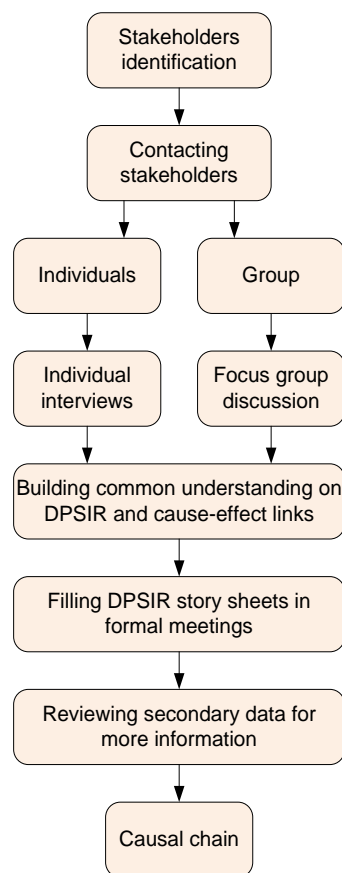 Stakeholders
identification
Contacting
stakeholders
Individuals
Group
Individual
interviews
Focus group
discussion
Building common understanding on
DPSIR and cause-effect links
Filling DPSIR story sheets in
formal meetings
Reviewing secondary data for
more information
Causal chain